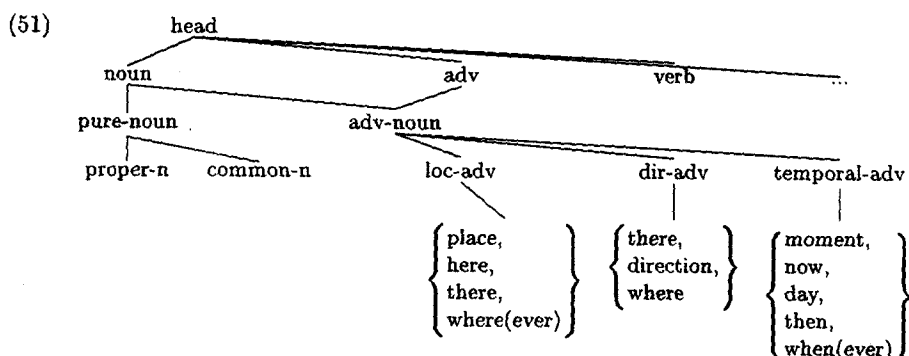 (51) head
noun adv verb ...
pure-noun adv-noun
proper-n common-n loc-adv dir-adv temporal-adv
place, there, moment,
here, direction, now,
there, where day,
where(ever) then,
when(ever)